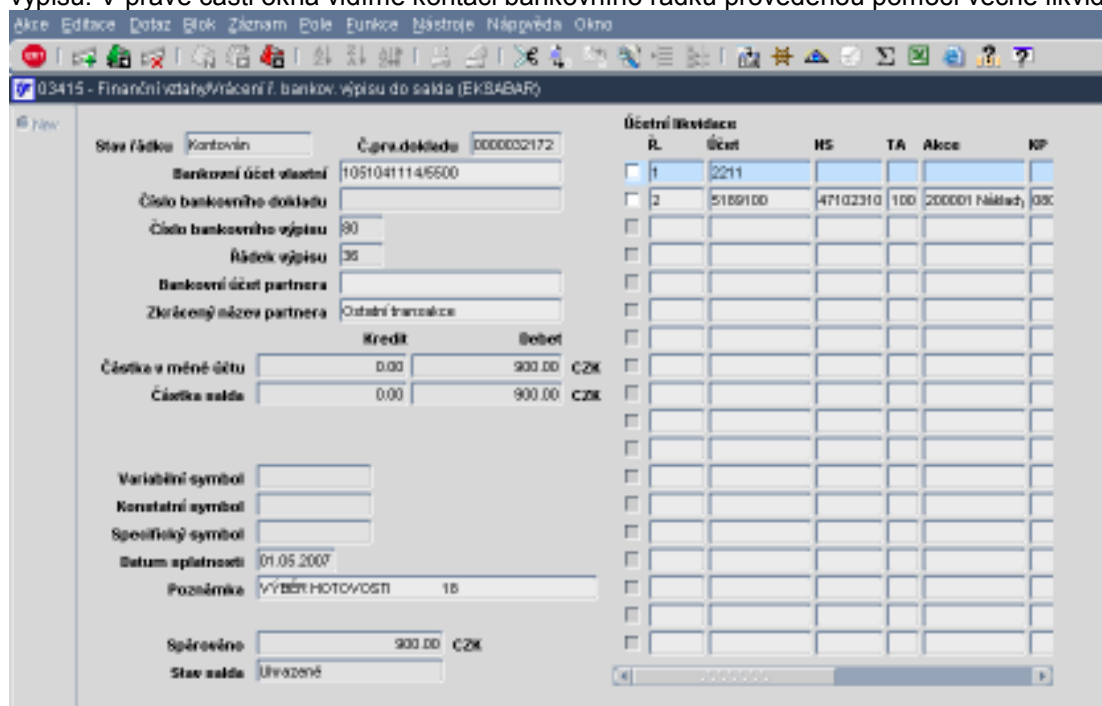 výpisu. V pravé části okna vidíme kontaci bankovního řádku provedenou pomocí věcné likvid
Akce Editace Dotaz Blok Záznam Pole Funkce Nástroje Nápověda Okno
03415 - Finanční vztahy/Vrácení ř. bankov. výpisu do salda (EKSABAR)
New
Účetní likvidace
Stav řádku Kontován Č.prv.dokladu 0000032172 Ř. Účet NS TA Akce KP
Bankovní účet vlastní 1051041114/5500 1 2211
Číslo bankovního dokladu 2 5189100 47102310 100 200001 Náklady 080
Číslo bankovního výpisu 80
Řádek výpisu 36
Bankovní účet partnera
Zkrácený název partnera Ostatní transakce
Kredit Debet
Částka v měně účtu 0.00 900.00 CZK
Částka salda 0.00 900.00 CZK
Variabilní symbol
Konstatní symbol
Specifický symbol
Datum splatnosti 01.05.2007
Poznámka VÝBĚR HOTOVOSTI 18
Spárováno 900.00 CZK
Stav salda Uhrazené